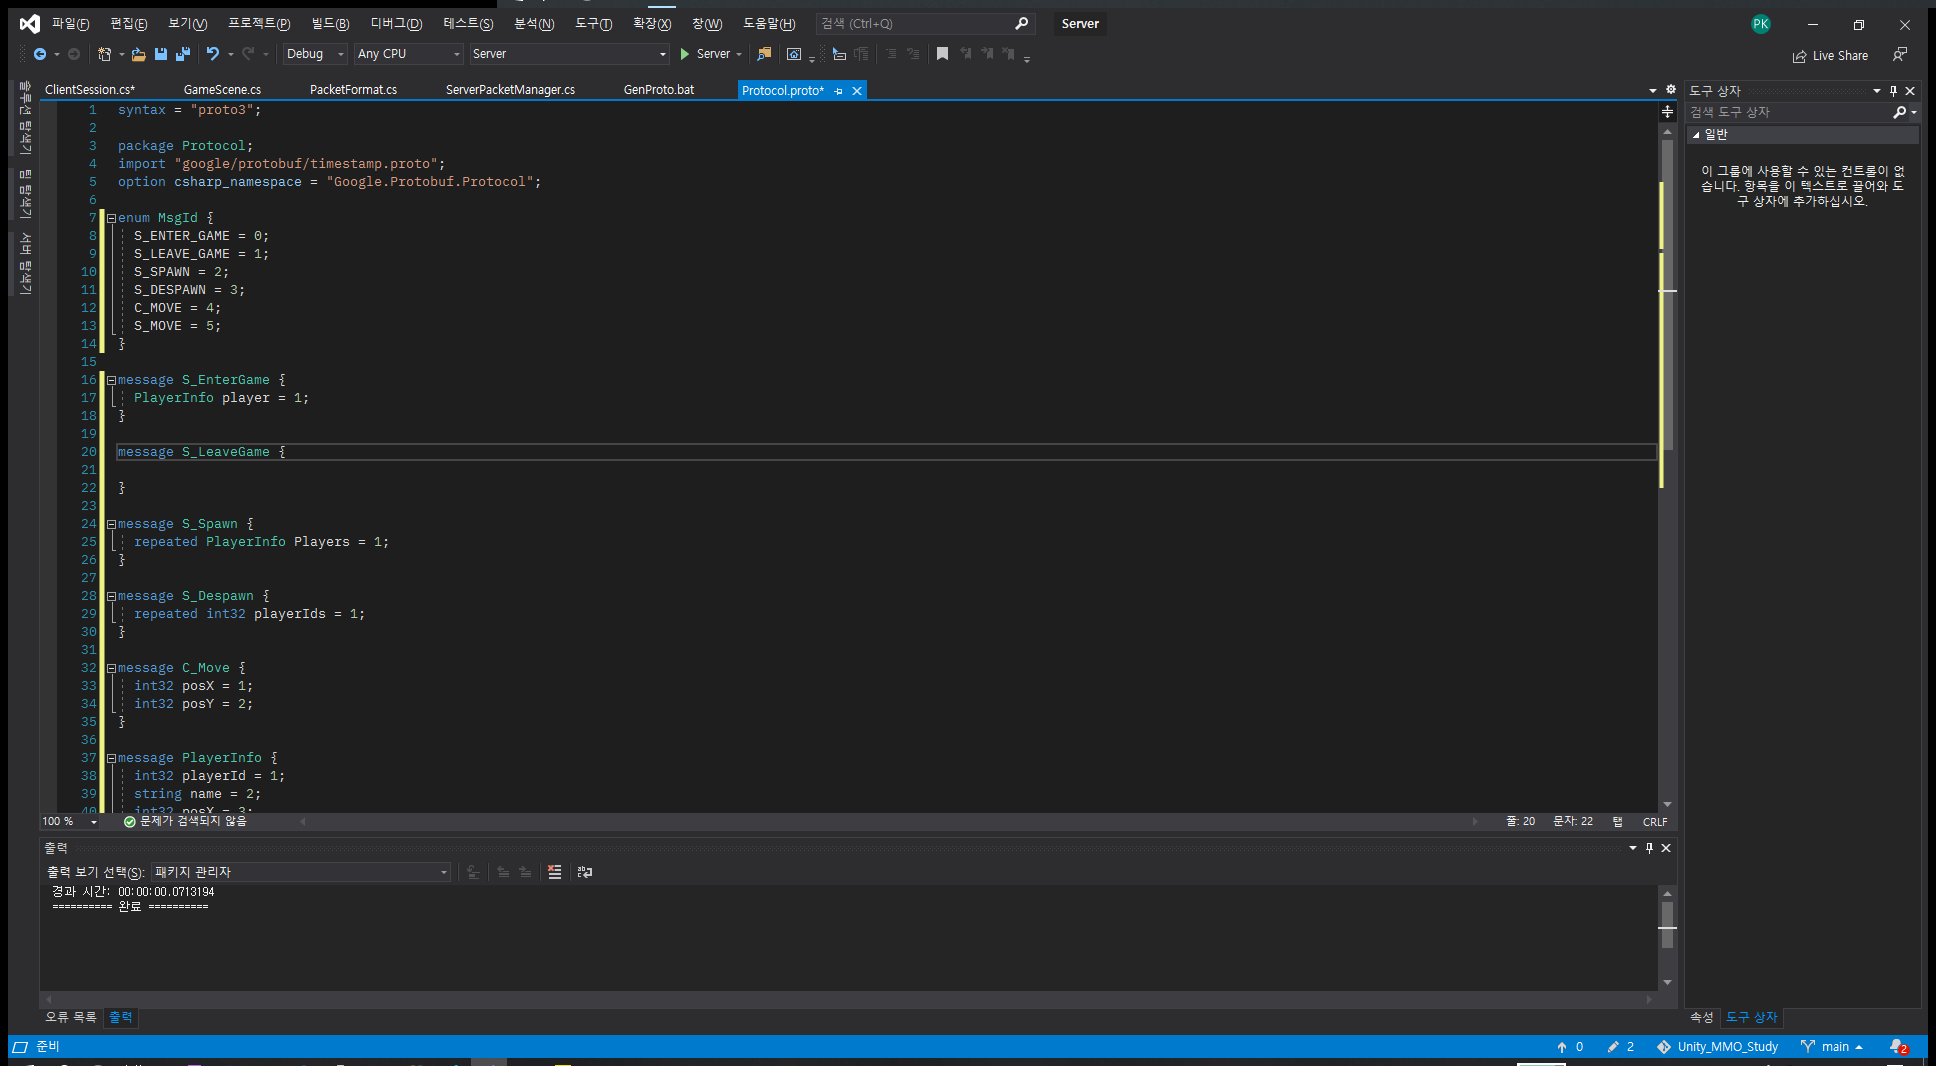 파일(F) 편집(E) 보기(V) 프로젝트(P) 빌드(B) 디버그(D) 테스트(S) 분석(N) 도구(T) 확장(X) 창(W) 도움말(H) 검색 (Ctrl+Q) Server PK
Debug Any CPU Server Server Live Share
솔루션 탐색기
팀 탐색기
서버 탐색기
ClientSession.cs* GameScene.cs PacketFormat.cs ServerPacketManager.cs GenProto.bat Protocol.proto*
1 syntax = "proto3";
2
3 package Protocol;
4 import "google/protobuf/timestamp.proto";
5 option csharp_namespace = "Google.Protobuf.Protocol";
6
7 enum MsgId {
8 S_ENTER_GAME = 0;
9 S_LEAVE_GAME = 1;
10 S_SPAWN = 2;
11 S_DESPAWN = 3;
12 C_MOVE = 4;
13 S_MOVE = 5;
14 }
15
16 message S_EnterGame {
17 PlayerInfo player = 1;
18 }
19
20 message S_LeaveGame {
21
22 }
23
24 message S_Spawn {
25 repeated PlayerInfo Players = 1;
26 }
27
28 message S_Despawn {
29 repeated int32 playerIds = 1;
30 }
31
32 message C_Move {
33 int32 posX = 1;
34 int32 posY = 2;
35 }
36
37 message PlayerInfo {
38 int32 playerId = 1;
39 string name = 2;
40 int32 posX = 3;
100 % 문제가 검색되지 않음 줄: 20 문자: 22 탭 CRLF
출력
출력 보기 선택(S): 패키지 관리자
경과 시간: 00:00:00.0713194
========== 완료 ==========
오류 목록 출력
도구 상자
검색 도구 상자
일반
이 그룹에 사용할 수 있는 컨트롤이 없
습니다. 항목을 이 텍스트로 끌어와 도
구 상자에 추가하십시오.
속성 도구 상자
준비 0 2 Unity_MMO_Study main 2